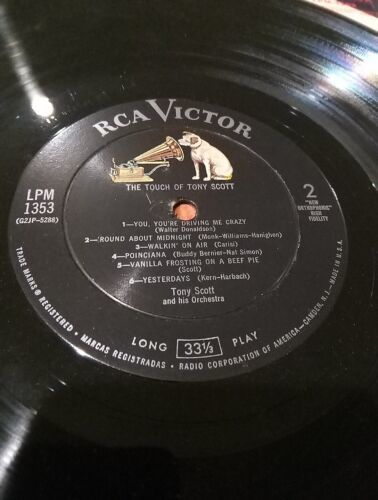 RCA VICTOR
THE TOUCH OF TONY SCOTT
LPM
1353
(G2JP-5288)
2
"NEW
ORTHOPHONIC"
HIGH
FIDELITY
1—YOU, YOU'RE DRIVING ME CRAZY
(Walter Donaldson)
2—'ROUND ABOUT MIDNIGHT (Monk-Williams-Hanighen)
3—WALKIN' ON AIR (Carisi)
4—POINCIANA (Buddy Bernier-Nat Simon)
5—VANILLA FROSTING ON A BEEF PIE
(Scott)
6—YESTERDAYS (Kern-Harbach)
Tony Scott
and his Orchestra
LONG 33 1/3 PLAY
TRADE MARKS ® REGISTERED • MARCAS REGISTRADAS • RADIO CORPORATION OF AMERICA—CAMDEN, N.J.—MADE IN U.S.A.